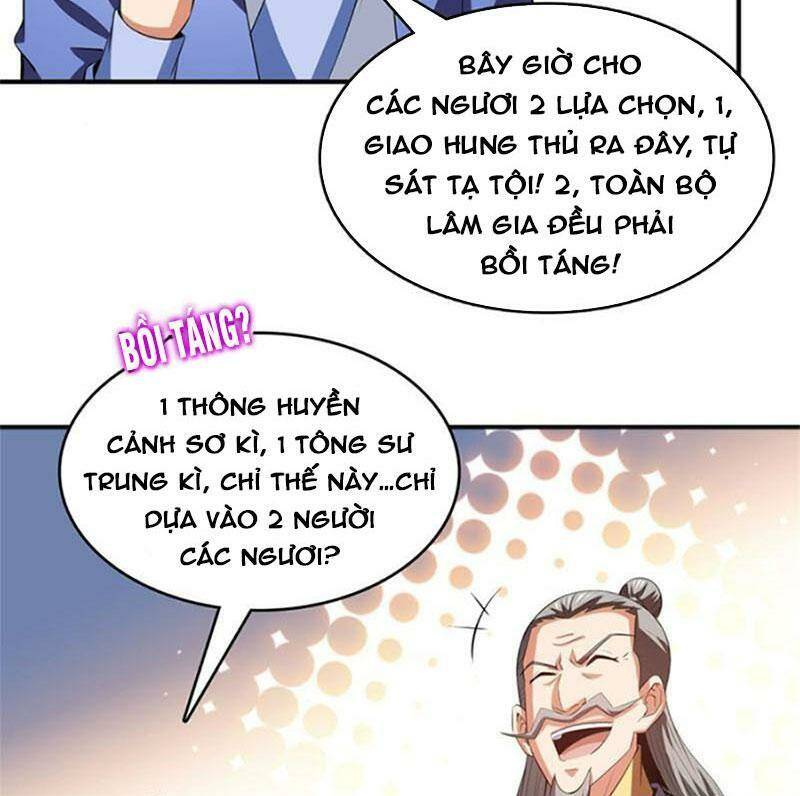 BÂY GIỜ CHO
CÁC NGƯƠI 2 LỰA CHỌN, 1,
GIAO HUNG THỦ RA ĐÂY, TỰ
SÁT TẠ TỘI! 2, TOÀN BỘ
LÂM GIA ĐỀU PHẢI
BỒI TÁNG!
BỒI TÁNG?
1 THÔNG HUYỀN
CẢNH SƠ KÌ, 1 TÔNG SƯ
TRUNG KÌ, CHỈ THẾ NÀY...CHỈ
DỰA VÀO 2 NGƯỜI
CÁC NGƯƠI?